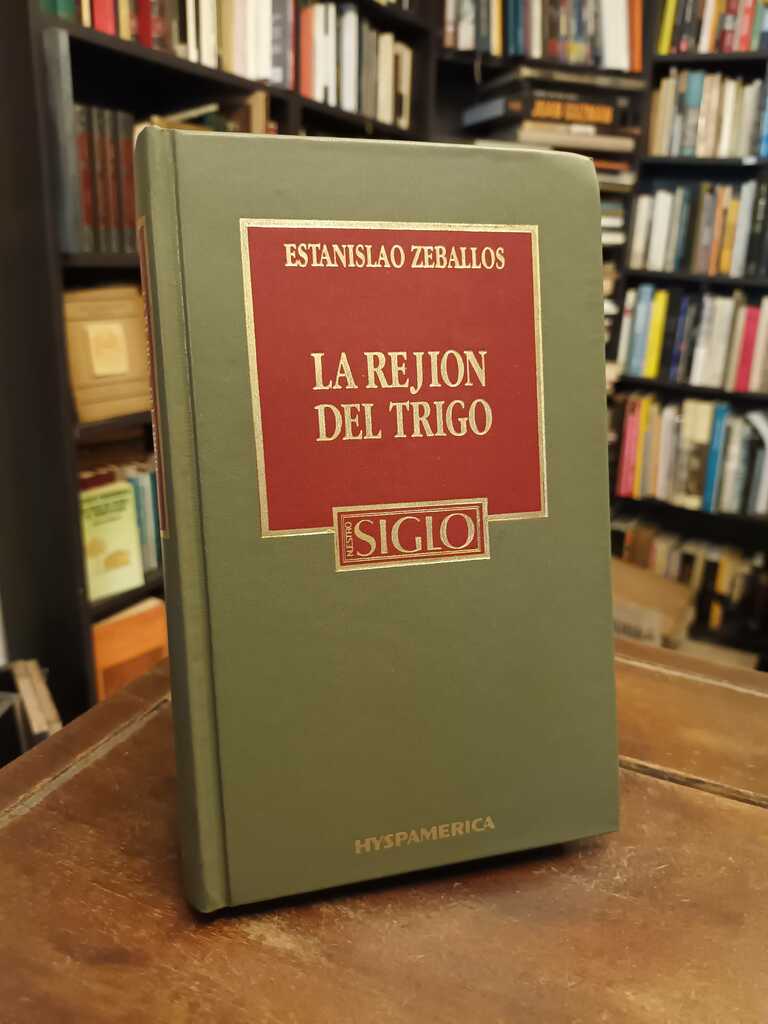 ESTANISLAO ZEBALLOS
LA REJION
DEL TRIGO
NUESTRO
SIGLO
HYSPAMERICA